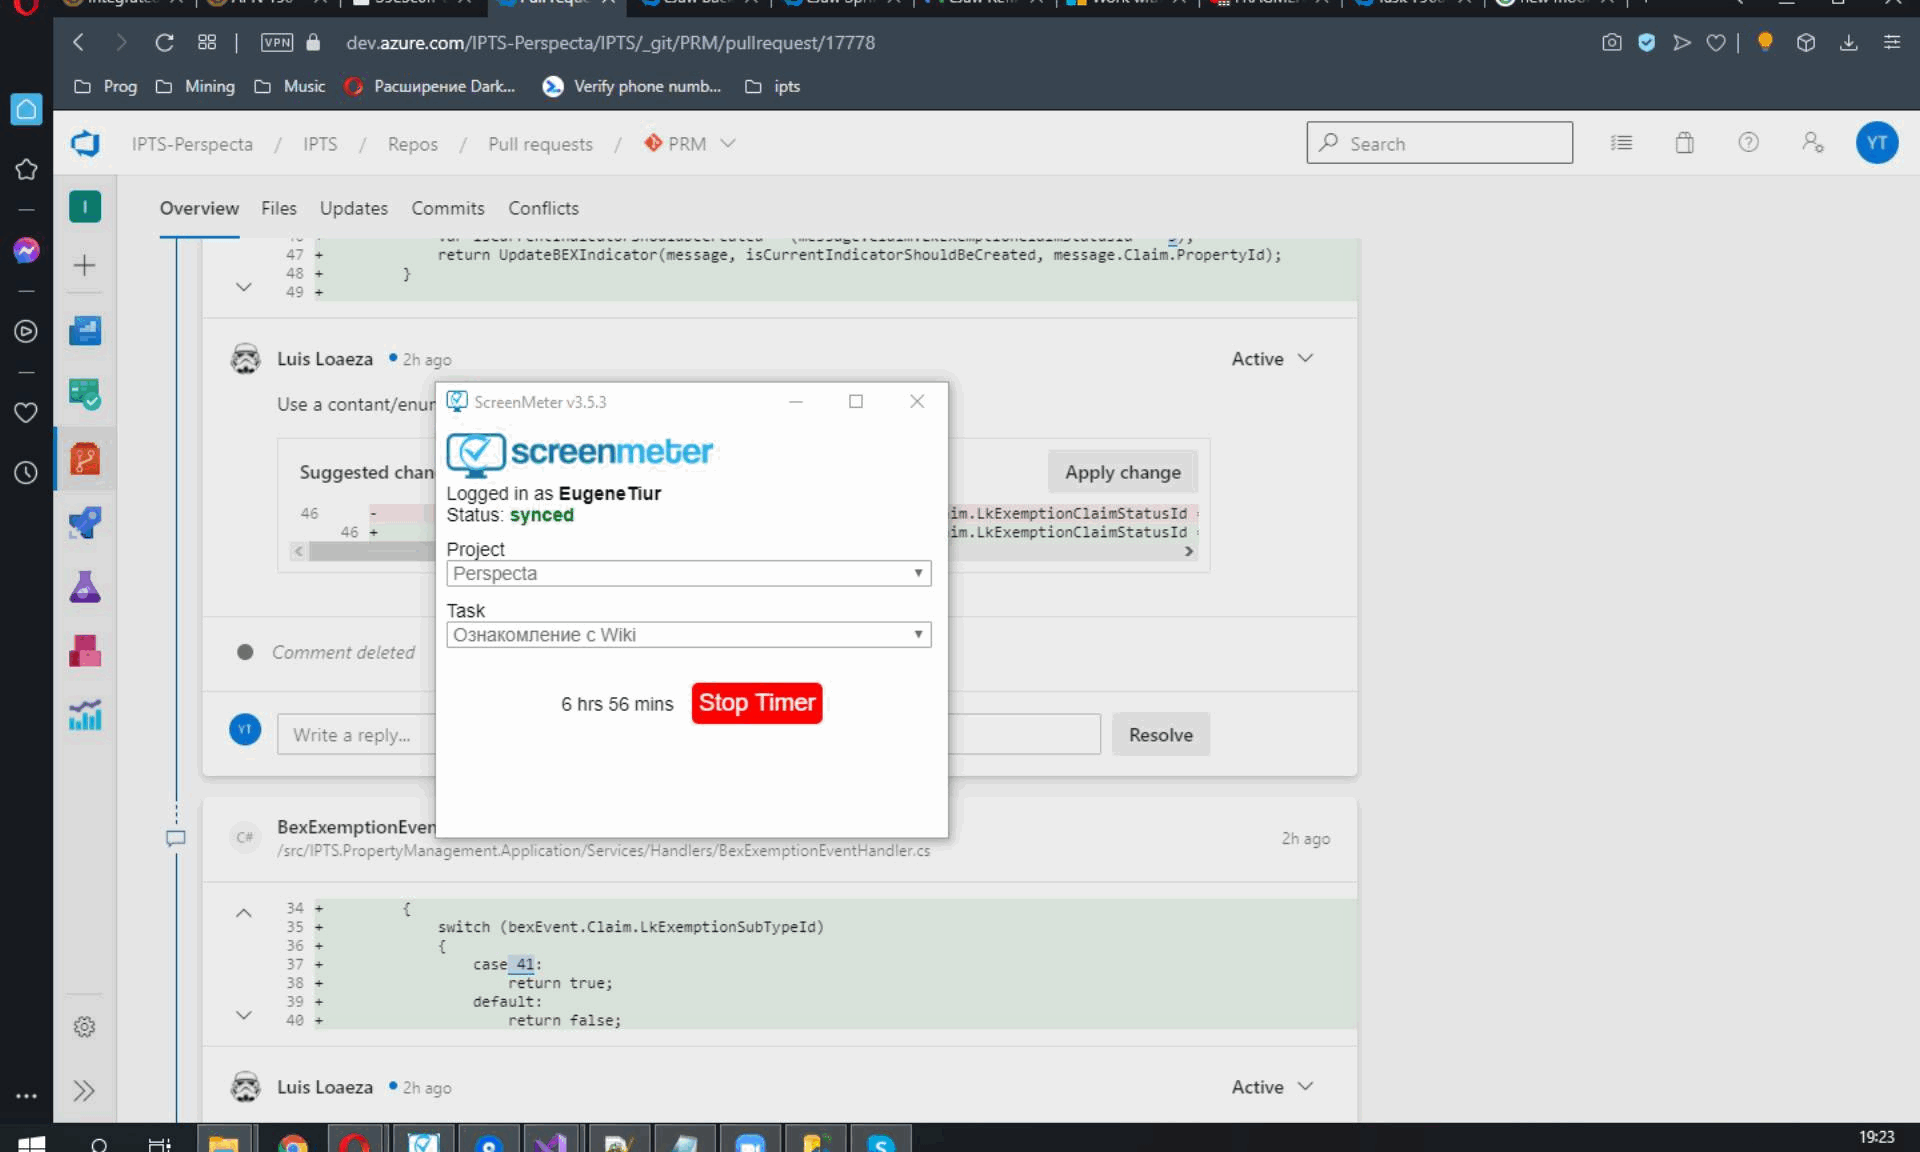 VPN
dev.azure.com/IPTS-Perspecta/IPTS/_git/PRM/pullrequest/17778
Prog
Mining
Music
Расширение Dark...
Verify phone numb...
ipts
IPTS-Perspecta / IPTS / Repos / Pull requests / PRM
Search
YT
I
Overview
Files
Updates
Commits
Conflicts
47 + return UpdateBEXIndicator(message, isCurrentIndicatorShouldBeCreated, message.Claim.PropertyId);
48 + }
49 +
Luis Loaeza
2h ago
Active
Use a contant/enur
Suggested chan
Apply change
46 -
im.LkExemptionClaimStatusId
46 +
im.LkExemptionClaimStatusId
Comment deleted
YT
Write a reply...
Resolve
ScreenMeter v3.5.3
screenmeter
Logged in as EugeneTiur
Status: synced
Project
Perspecta
Task
Ознакомление с Wiki
6 hrs 56 mins
Stop Timer
C#
BexExemptionEven
/src/IPTS.PropertyManagement.Application/Services/Handlers/BexExemptionEventHandler.cs
2h ago
34 + {
35 + switch (bexEvent.Claim.LkExemptionSubTypeId)
36 + {
37 + case 41:
38 + return true;
39 + default:
40 + return false;
Luis Loaeza
2h ago
Active
19:23